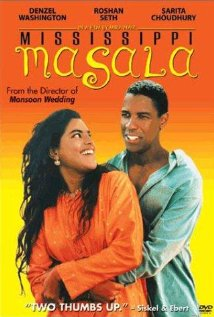 DENZEL ROSHAN SARITA
WASHINGTON SETH CHOUDHURY
MISSISSIPPI
masala
From the Director of
Monsoon Wedding
"TWO THUMBS UP." – Siskel & Ebert
DVD